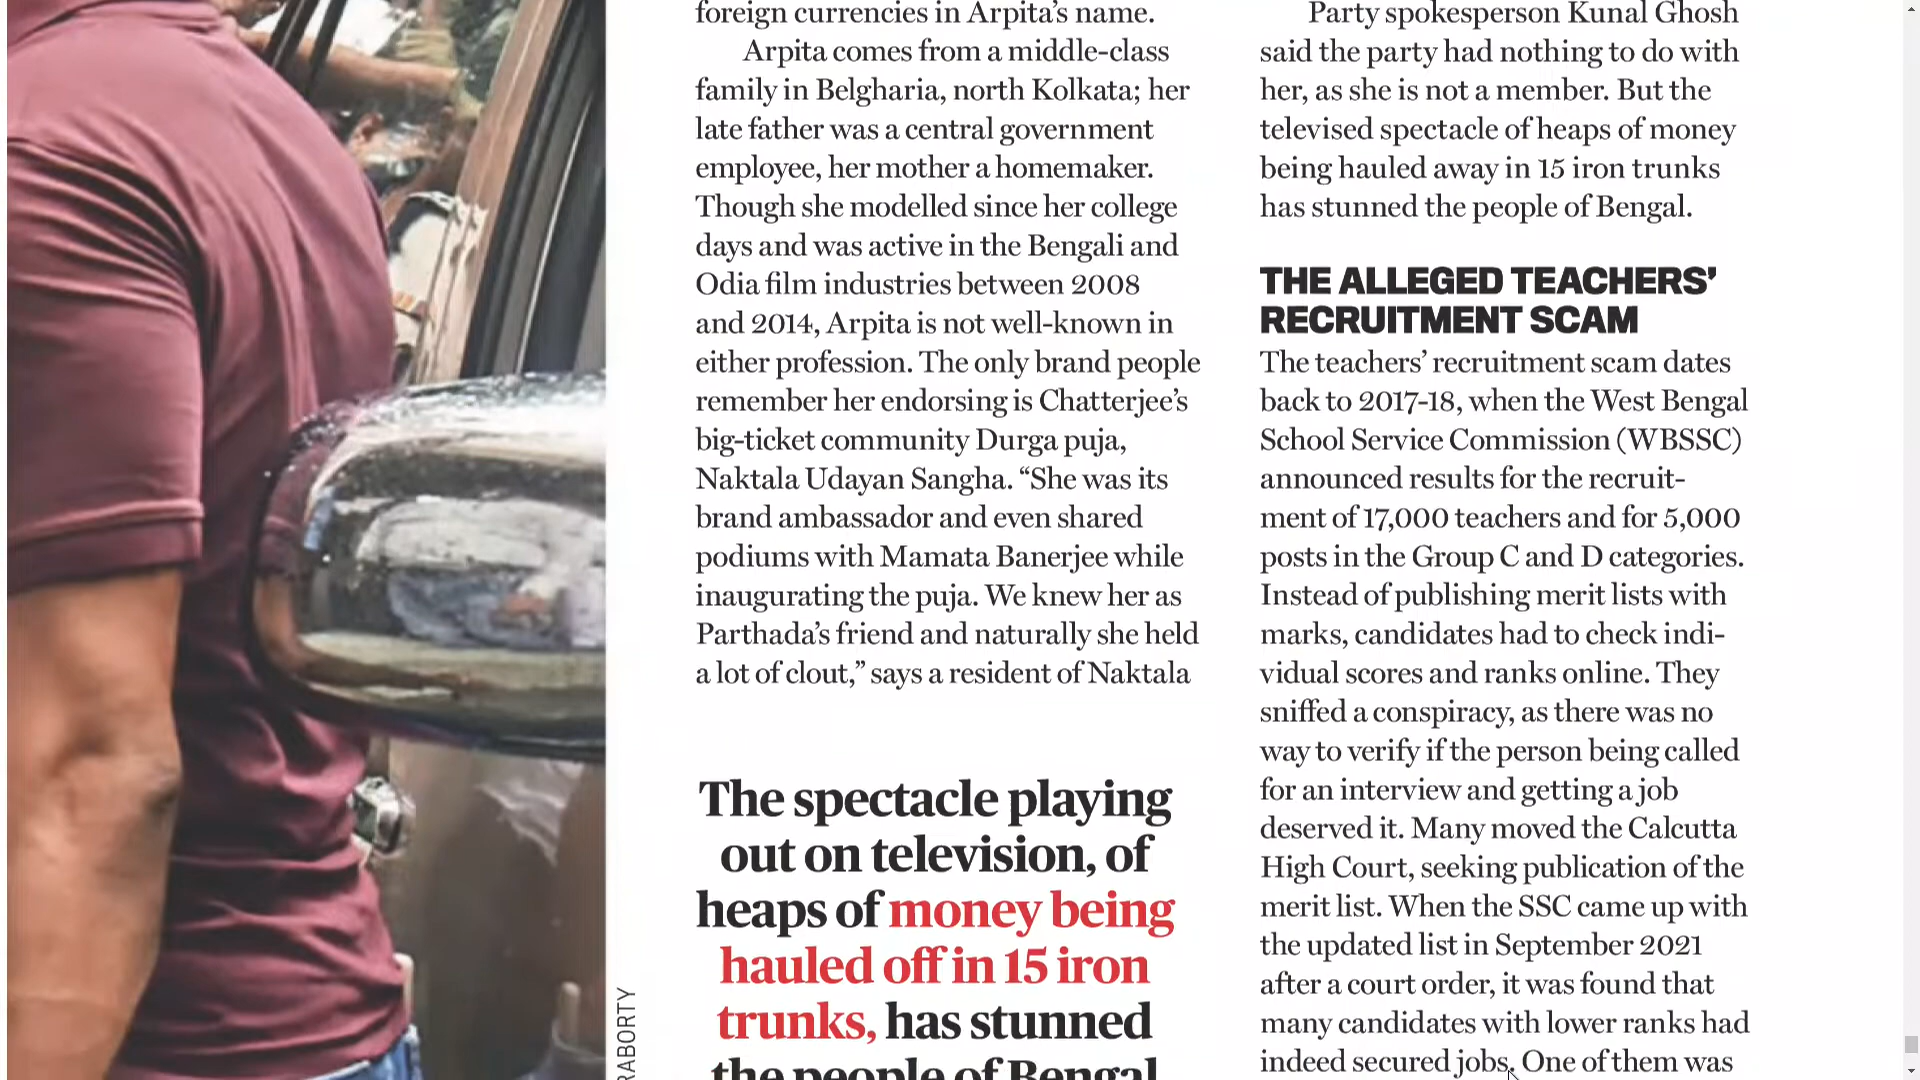 foreign currencies in Arpita’s name.
Arpita comes from a middle-class
family in Belgharia, north Kolkata; her
late father was a central government
employee, her mother a homemaker.
Though she modelled since her college
days and was active in the Bengali and
Odia film industries between 2008
and 2014, Arpita is not well-known in
either profession. The only brand people
remember her endorsing is Chatterjee’s
big-ticket community Durga puja,
Naktala Udayan Sangha. “She was its
brand ambassador and even shared
podiums with Mamata Banerjee while
inaugurating the puja. We knew her as
Parthada’s friend and naturally she held
a lot of clout,” says a resident of Naktala
The spectacle playing
out on television, of
heaps of money being
hauled off in 15 iron
trunks, has stunned
the people of Bengal
Party spokesperson Kunal Ghosh
said the party had nothing to do with
her, as she is not a member. But the
televised spectacle of heaps of money
being hauled away in 15 iron trunks
has stunned the people of Bengal.
THE ALLEGED TEACHERS’
RECRUITMENT SCAM
The teachers’ recruitment scam dates
back to 2017-18, when the West Bengal
School Service Commission (WBSSC)
announced results for the recruit-
ment of 17,000 teachers and for 5,000
posts in the Group C and D categories.
Instead of publishing merit lists with
marks, candidates had to check indi-
vidual scores and ranks online. They
sniffed a conspiracy, as there was no
way to verify if the person being called
for an interview and getting a job
deserved it. Many moved the Calcutta
High Court, seeking publication of the
merit list. When the SSC came up with
the updated list in September 2021
after a court order, it was found that
many candidates with lower ranks had
indeed secured jobs. One of them was
RABORTY